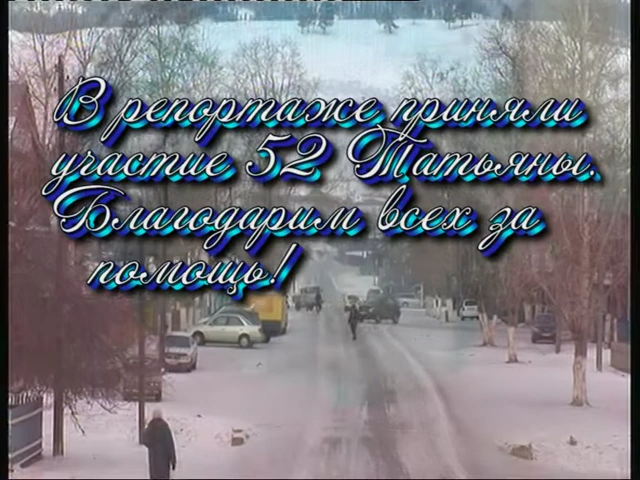 В репортаже приняли
участие 52 Татьяны.
Благодарим всех за
помощь!